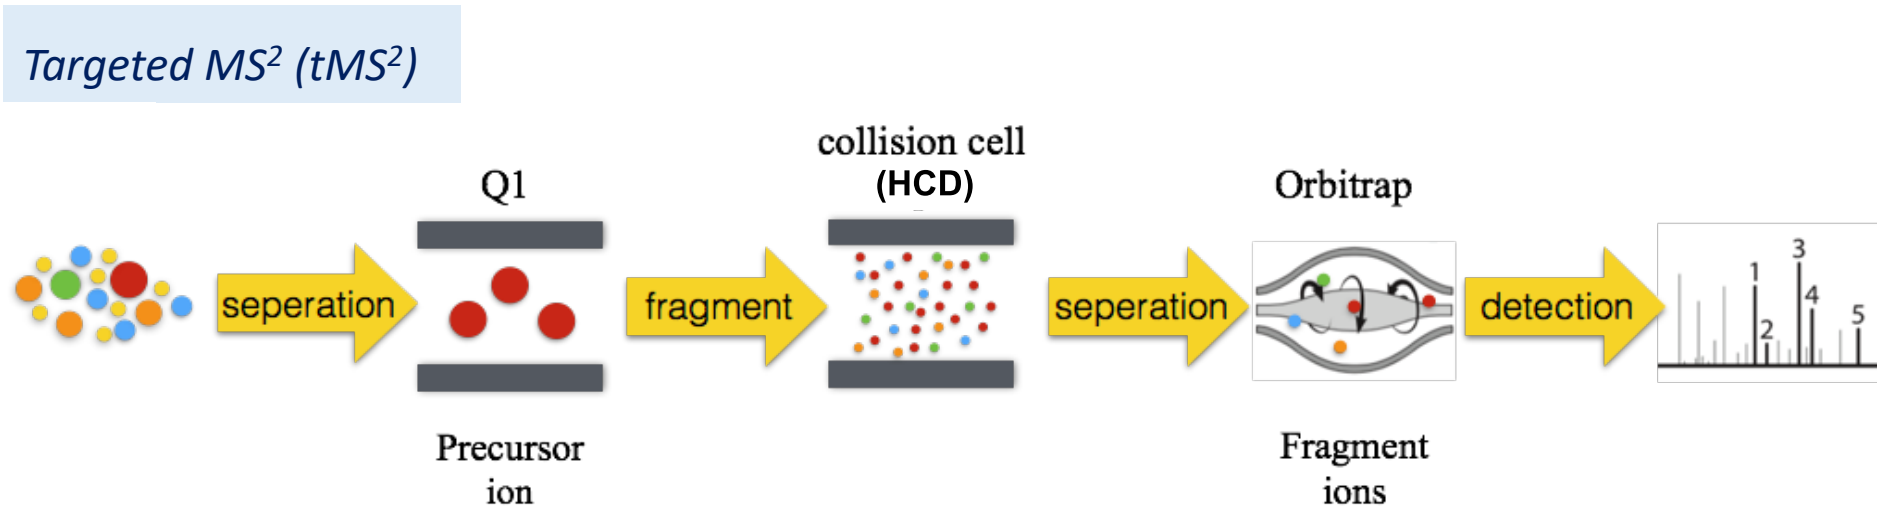 Targeted MS² (tMS²)
collision cell
(HCD)
Q1
Orbitrap
seperation
fragment
seperation
detection
1
2
3
4
5
Precursor
ion
Fragment
ions